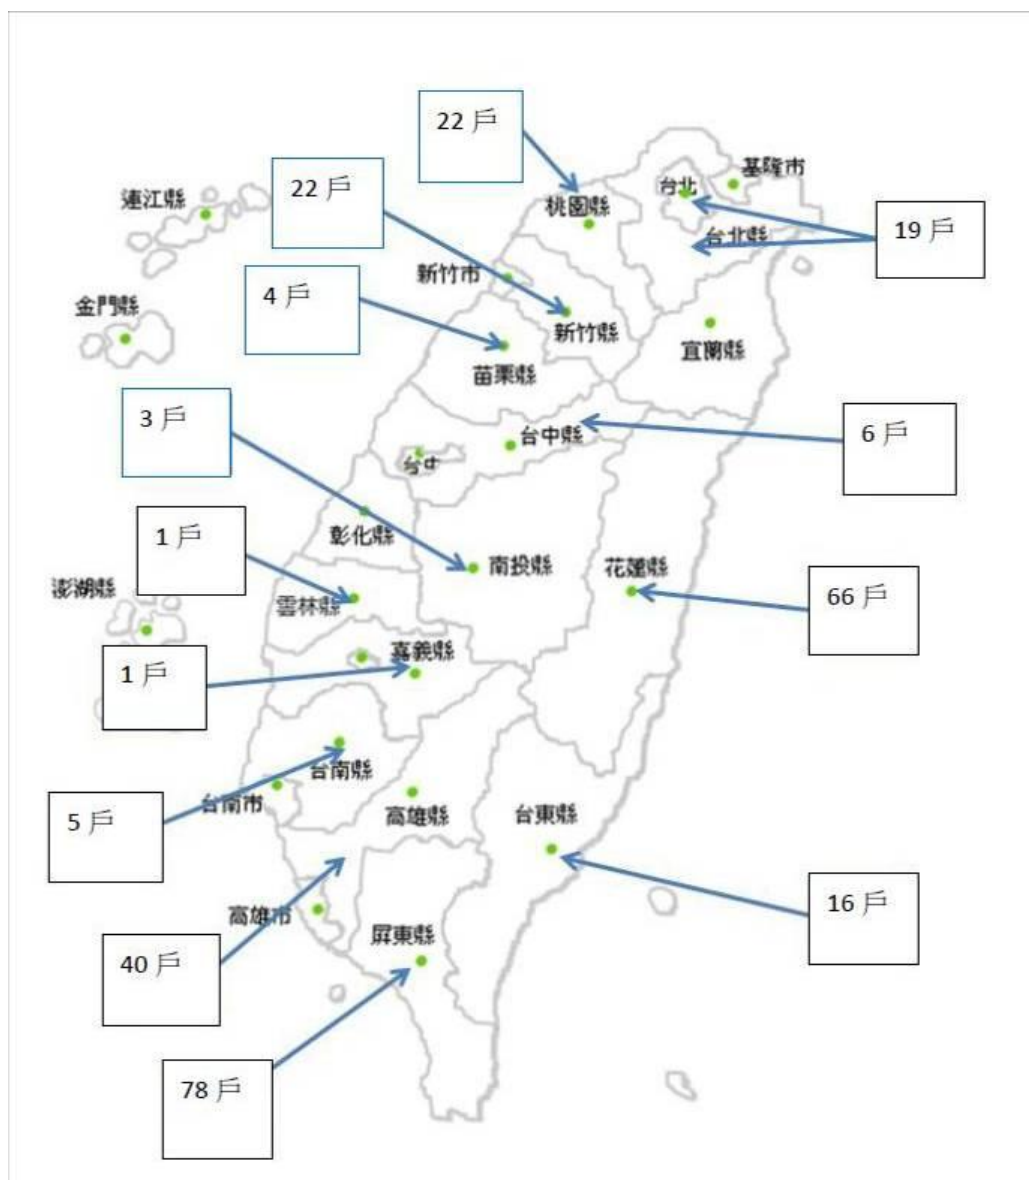 22 戶
基隆市
22 戶
台北
連江縣
桃園縣
19 戶
台北縣
新竹市
4 戶
金門縣
新竹縣
宜蘭縣
苗栗縣
3 戶
6 戶
台中縣
台中
1 戶
彰化縣
南投縣
花蓮縣
澎湖縣
雲林縣
66 戶
嘉義縣
1 戶
台南縣
台南市
高雄縣
台東縣
5 戶
16 戶
高雄市
屏東縣
40 戶
78 戶